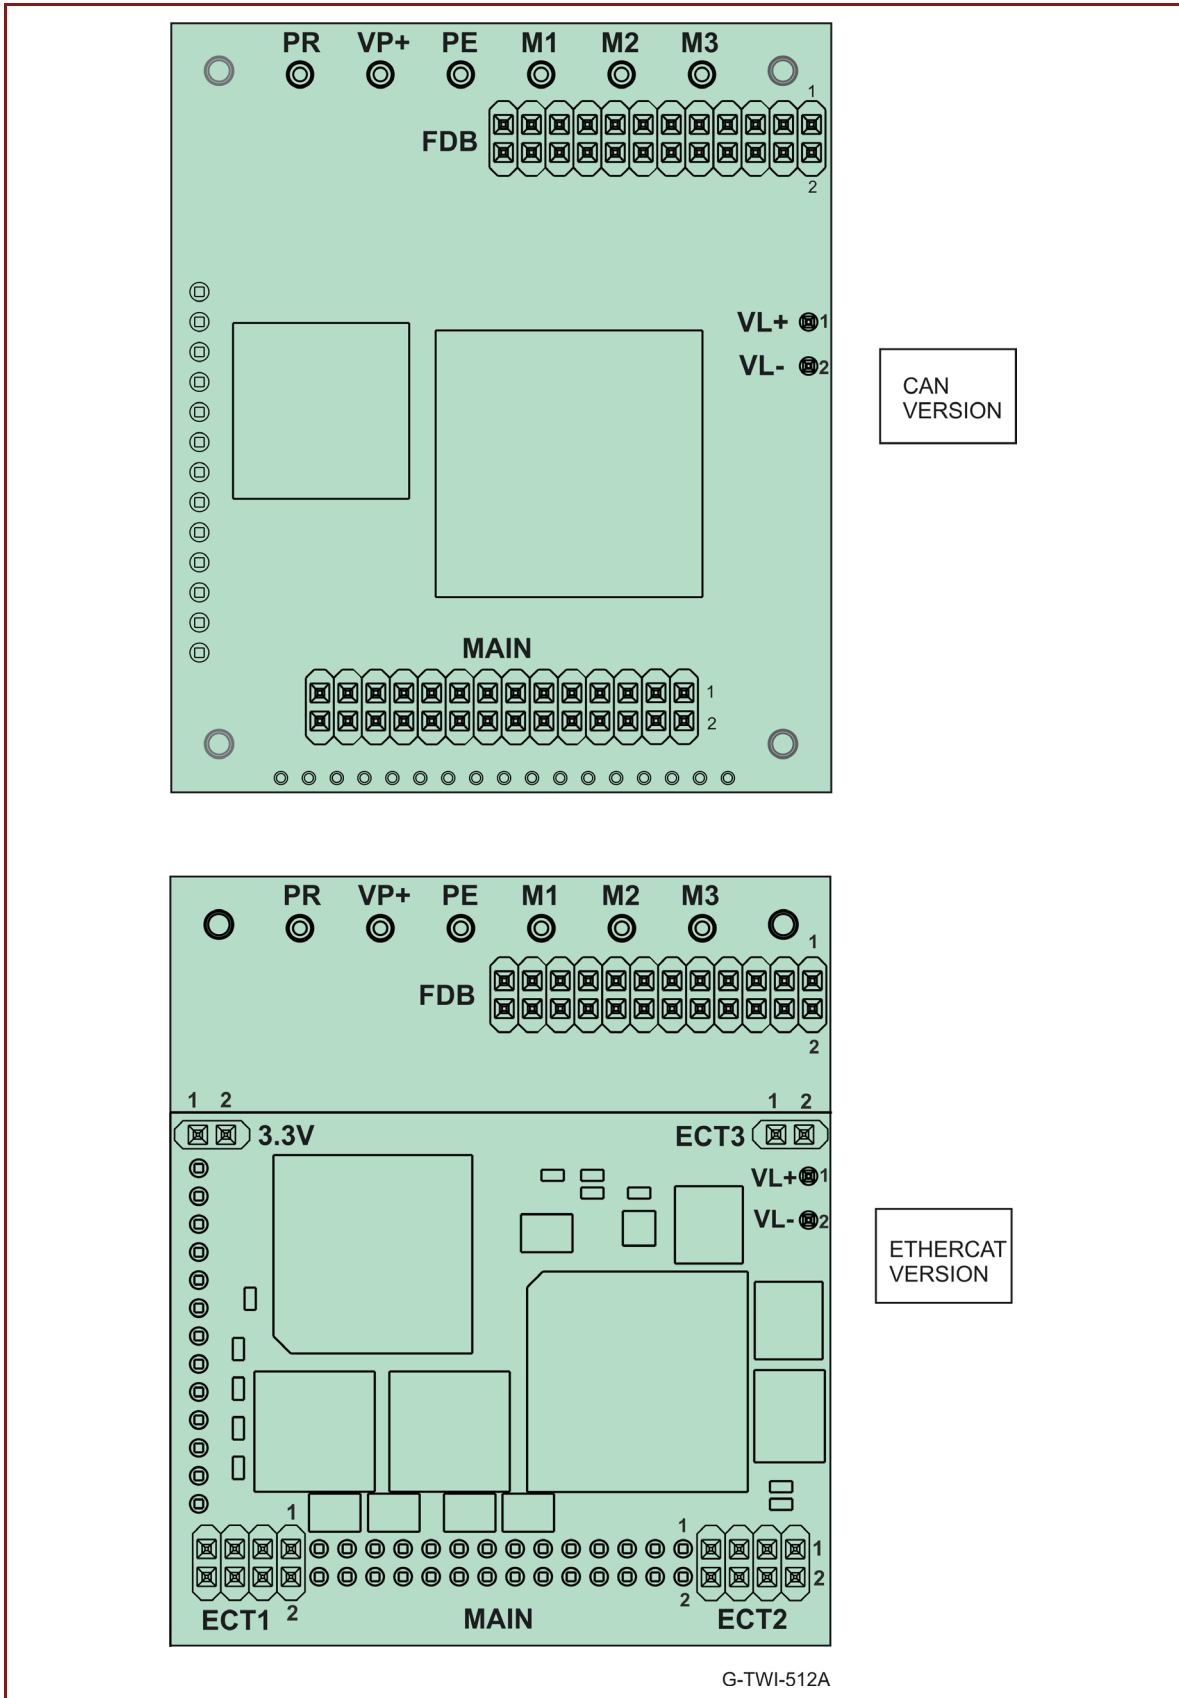 PR VP+ PE M1 M2 M3
1
FDB
2
VL+ 1
VL- 2
CAN
VERSION
MAIN
1
2
PR VP+ PE M1 M2 M3
1
FDB
2
1 2
1 2
3.3V
ECT3
VL+ 1
VL- 2
ETHERCAT
VERSION
1
1
1
2
2
2
ECT1
MAIN
ECT2
G-TWI-512A